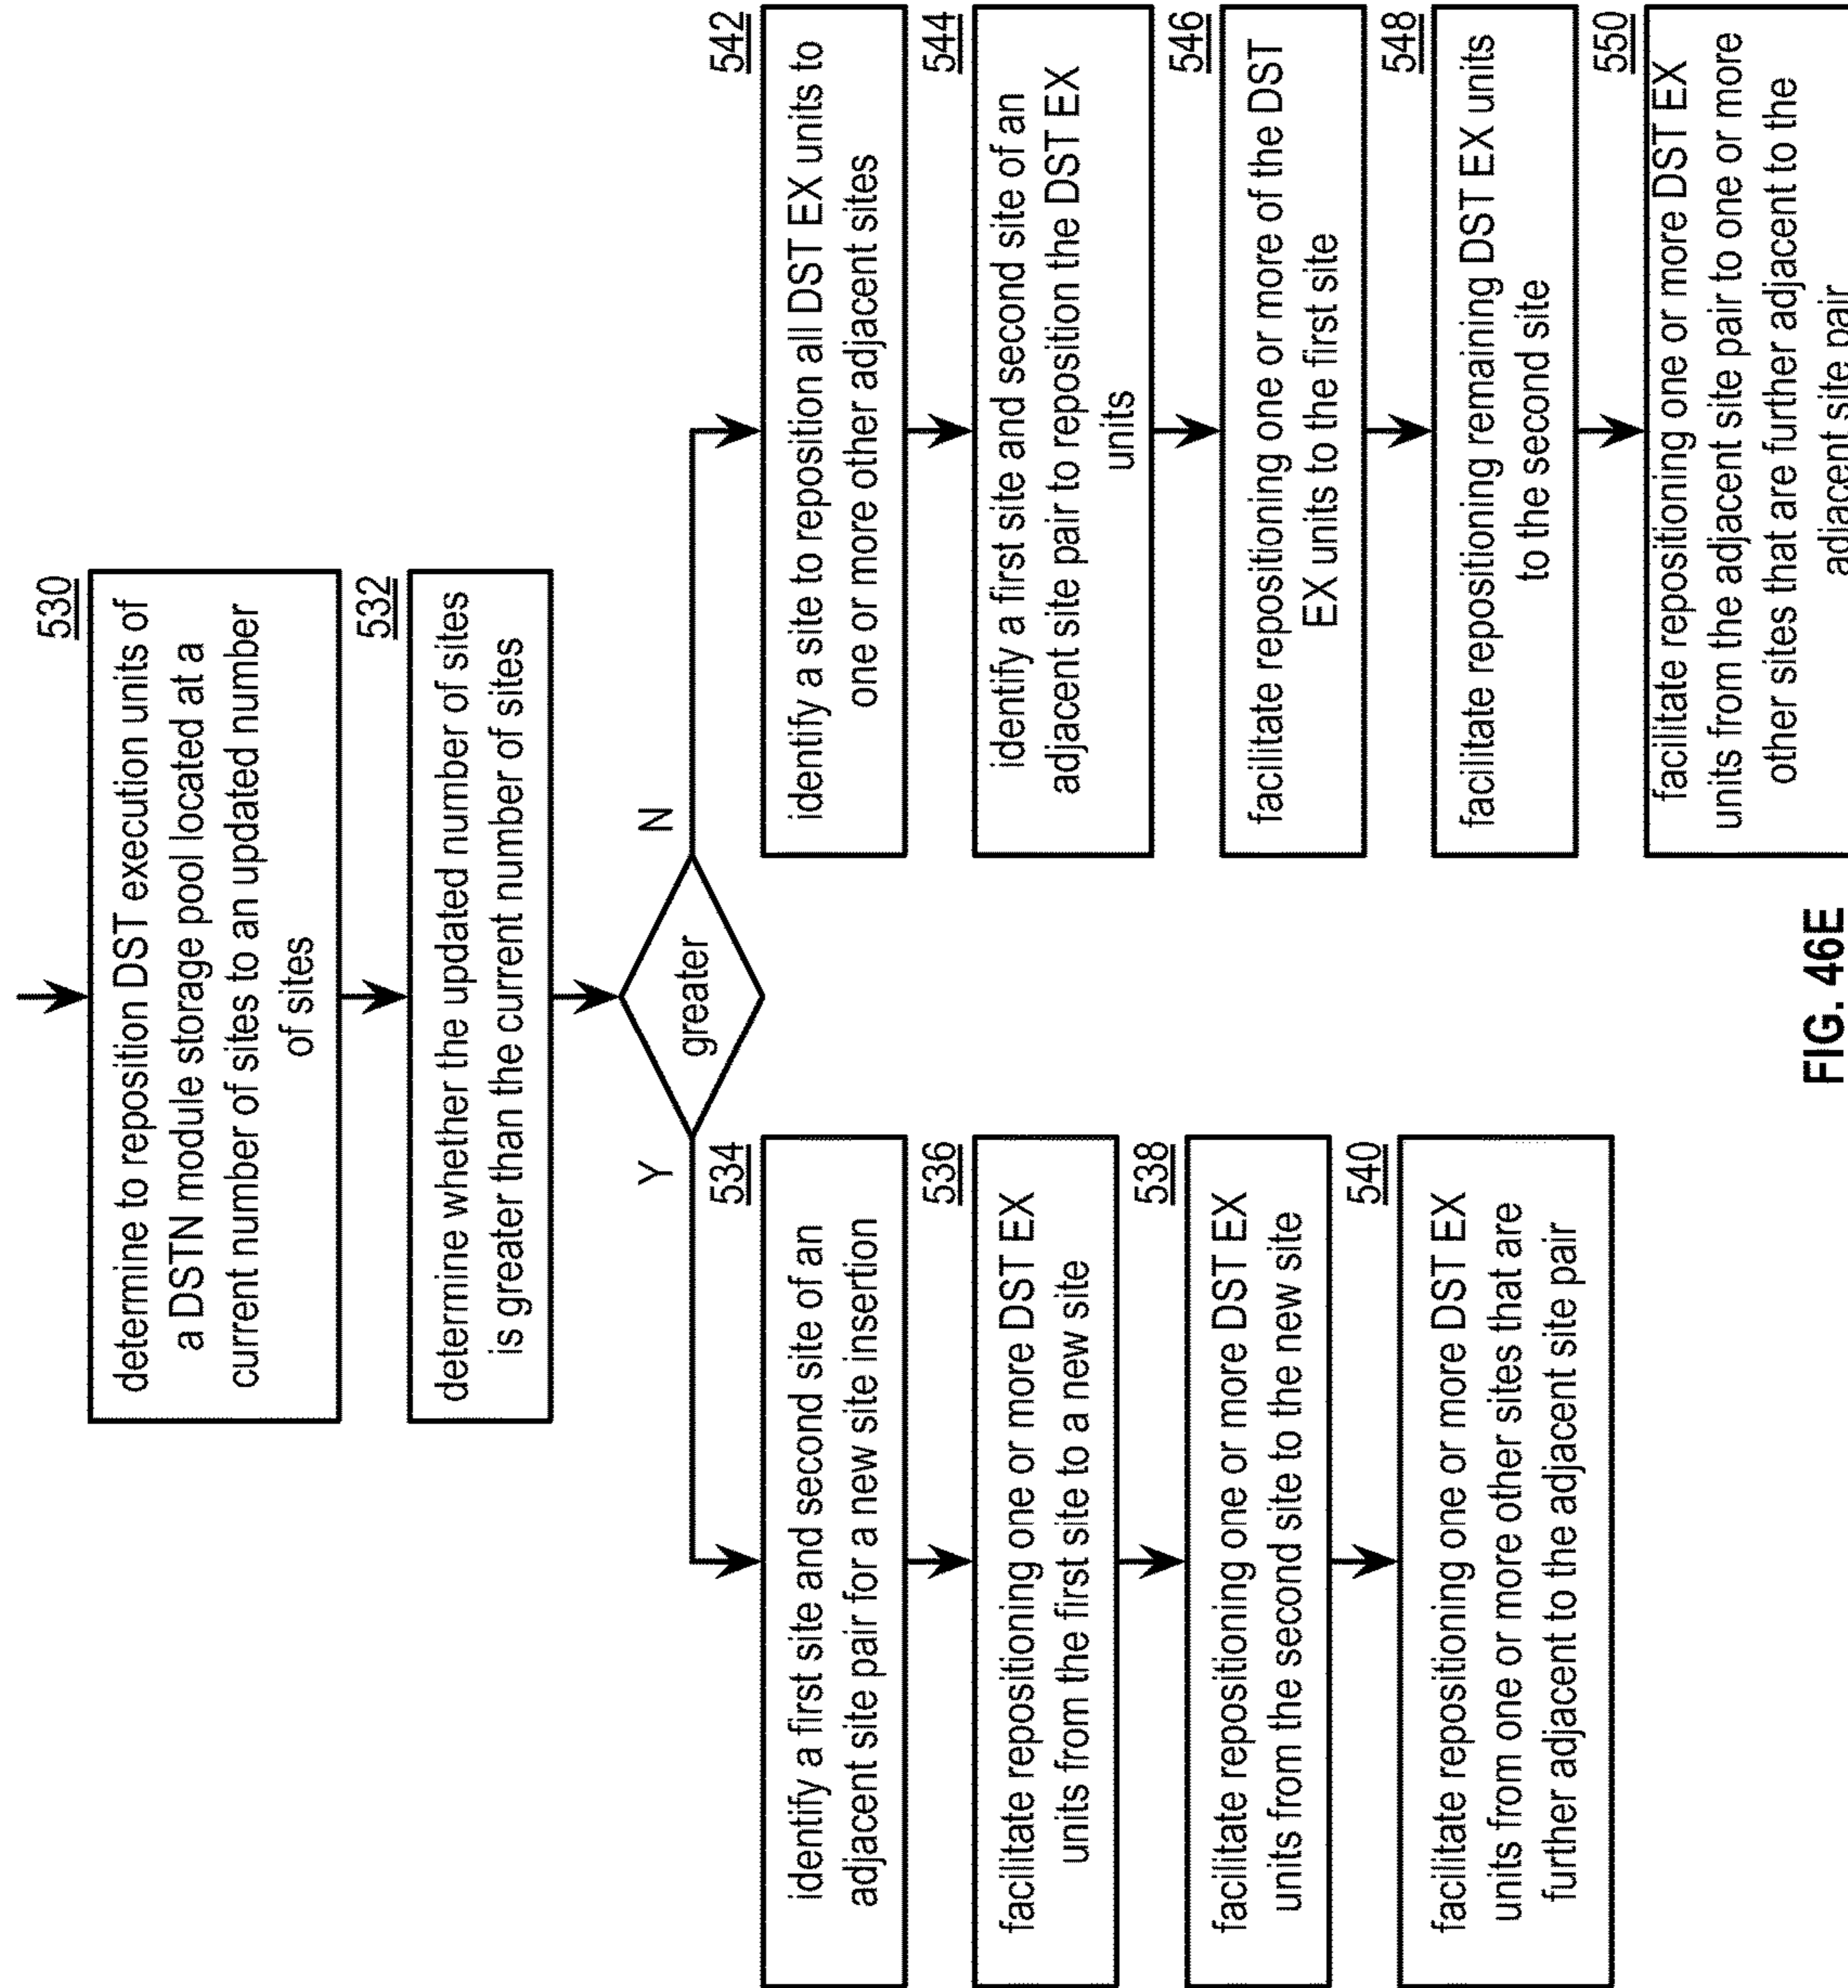 530
determine to reposition DST execution units of
a DSTN module storage pool located at a
current number of sites to an updated number
of sites
532
determine whether the updated number of sites
is greater than the current number of sites
greater
Y
N
534
identify a first site and second site of an
adjacent site pair for a new site insertion
536
facilitate repositioning one or more DST EX
units from the first site to a new site
538
facilitate repositioning one or more DST EX
units from the second site to the new site
540
facilitate repositioning one or more DST EX
units from one or more other sites that are
further adjacent to the adjacent site pair
542
identify a site to reposition all DST EX units to
one or more other adjacent sites
544
identify a first site and second site of an
adjacent site pair to reposition the DST EX
units
546
facilitate repositioning one or more of the DST
EX units to the first site
548
facilitate repositioning remaining DST EX units
to the second site
550
facilitate repositioning one or more DST EX
units from the adjacent site pair to one or more
other sites that are further adjacent to the
adjacent site pair
FIG. 46E